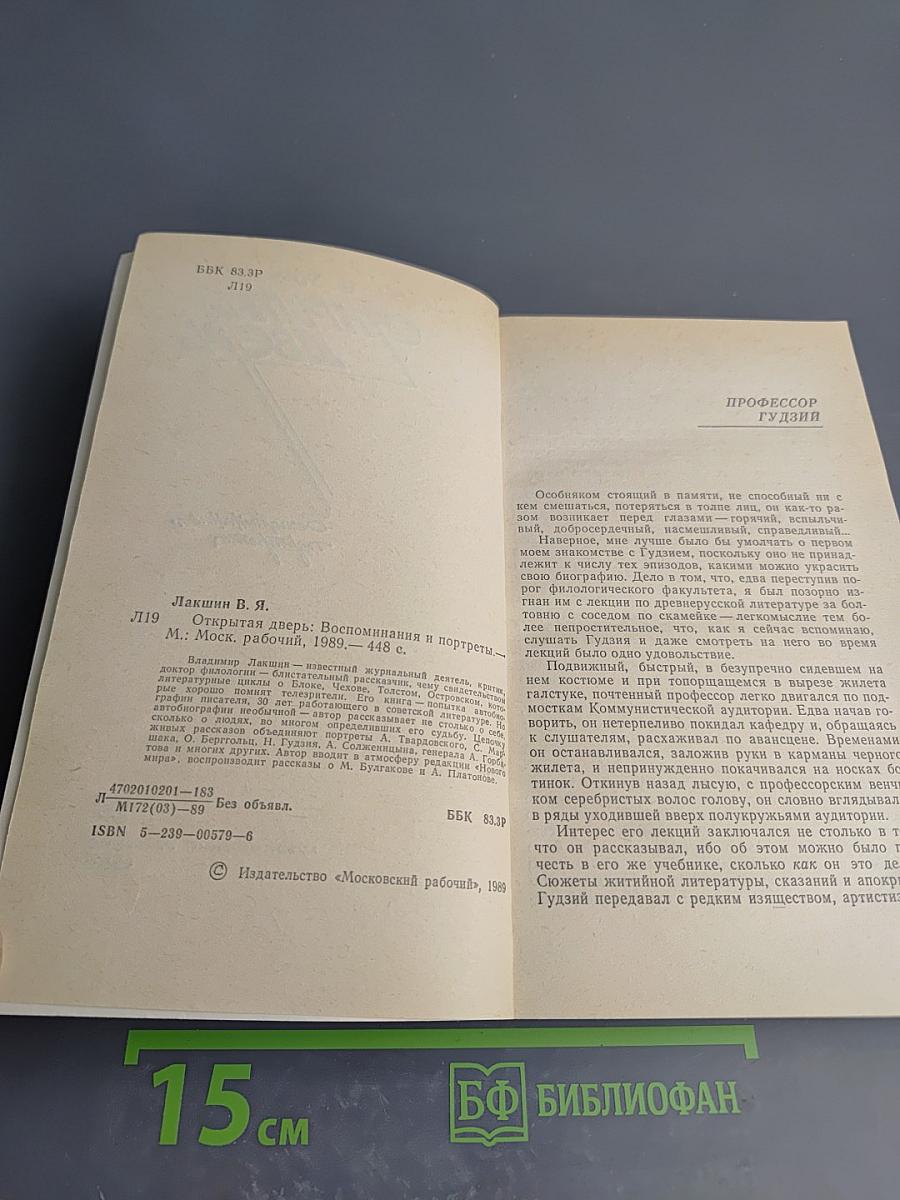 ББК 83.3Р
Л19
Лакшин В. Я.
Л19 Открытая дверь: Воспоминания и портреты.—
М.: Моск. рабочий, 1989.— 448 с.
Владимир Лакшин — известный журнальный деятель, критик,
доктор филологии — блистательный рассказчик, чему свидетельством
литературные циклы о Блоке, Чехове, Толстом, Островском, кото-
рые хорошо помнят телезрители. Его книга — попытка автобио-
графии писателя, 30 лет работающего в советской литературе. Но
автобиографии необычной — автор рассказывает не столько о себе,
сколько о людях, во многом определивших его судьбу. Цепочку
живых рассказов объединяют портреты А. Твардовского, С. Мар-
шака, О. Берггольц, Н. Гудзия, А. Солженицына, генерала А. Горба-
това и многих других. Автор вводит в атмосферу редакции «Нового
мира», воспроизводит рассказы о М. Булгакове и А. Платонове.
Л 4702010201—183
М172(03)—89 Без объявл.
ББК 83.3Р
ISBN 5—239—00579—6
© Издательство «Московский рабочий», 1989
ПРОФЕССОР
ГУДЗИЙ
Особняком стоящий в памяти, не способный ни с
кем смешаться, потеряться в толпе лиц, он как-то ра-
зом возникает перед глазами — горячий, вспыльчи-
вый, добросердечный, насмешливый, справедливый...
Наверное, мне лучше было бы умолчать о первом
моем знакомстве с Гудзием, поскольку оно не принад-
лежит к числу тех эпизодов, какими можно украсить
свою биографию. Дело в том, что, едва переступив по-
рог филологического факультета, я был позорно из-
гнан им с лекции по древнерусской литературе за бол-
товню с соседом по скамейке — легкомыслие тем бо-
лее непростительное, что, как я сейчас вспоминаю,
слушать Гудзия и даже смотреть на него во время
лекций было одно удовольствие.
Подвижный, быстрый, в безупречно сидевшем на
нем костюме и при топорщащемся в вырезе жилета
галстуке, почтенный профессор легко двигался по под-
мосткам Коммунистической аудитории. Едва начав го-
ворить, он нетерпеливо покидал кафедру и, обращаясь
к слушателям, расхаживал по авансцене. Временами
он останавливался, заложив руки в карманы черного
жилета, и непринужденно покачивался на носках бо-
тинок. Откинув назад лысую, с профессорским венчи-
ком серебристых волос голову, он словно вглядывал
в ряды уходившей вверх полукружьями аудитории.
Интерес его лекций заключался не столько в т
что он рассказывал, ибо об этом можно было п
честь в его же учебнике, сколько как он это де
Сюжеты житийной литературы, сказаний и апокри
Гудзий передавал с редким изяществом, артистиз
15 см
БФ БИБЛИОФАН